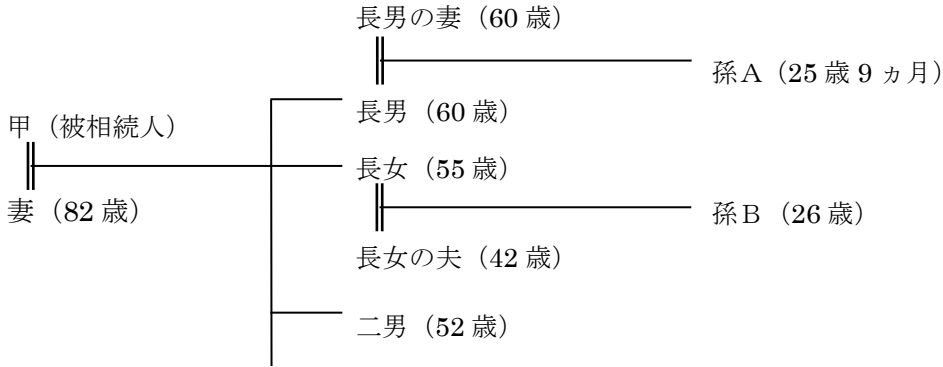 長男の妻（60 歳）
孫Ａ（25 歳 9 ヵ月）
長男（60 歳）
甲（被相続人）
長女（55 歳）
妻（82 歳）
孫Ｂ（26 歳）
長女の夫（42 歳）
二男（52 歳）